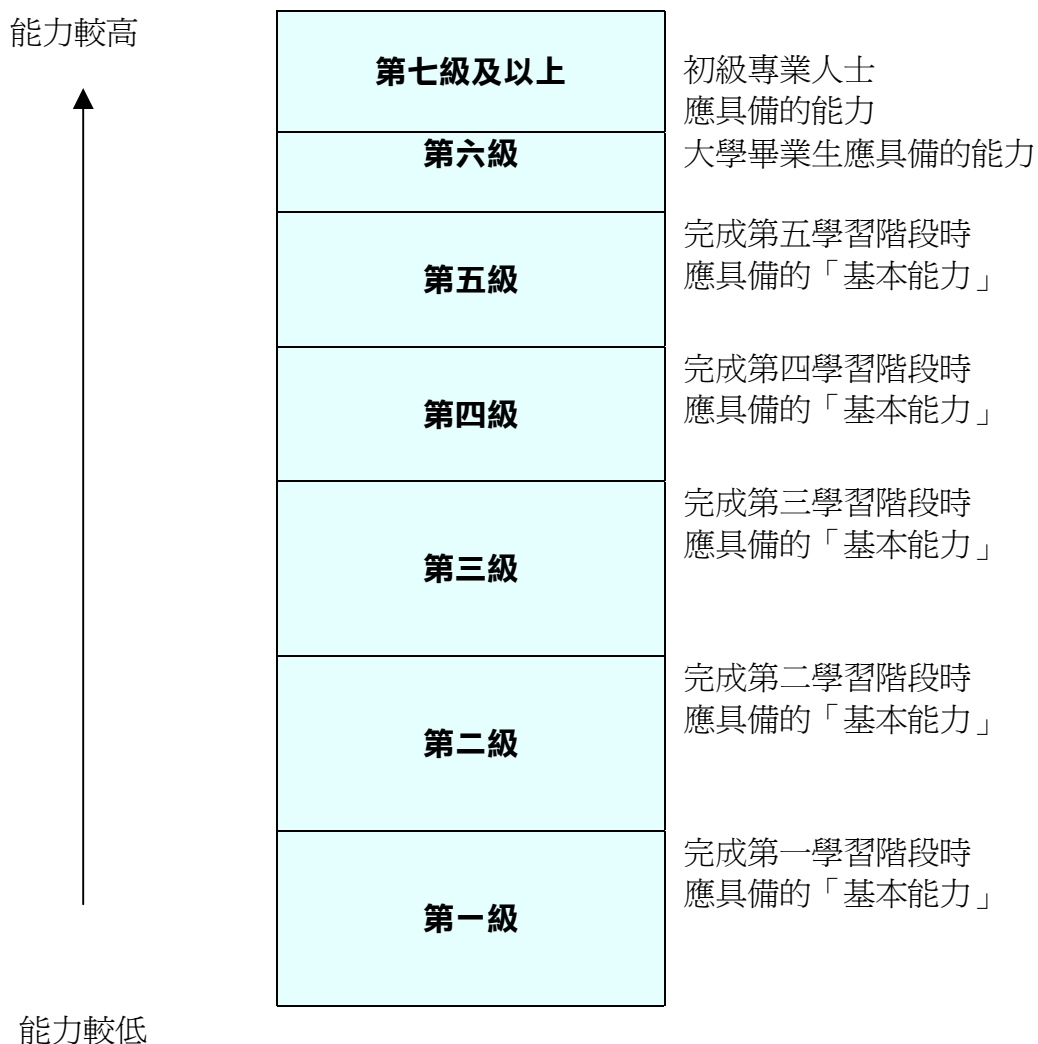 能力較高
第七級及以上
初級專業人士
應具備的能力
第六級
大學畢業生應具備的能力
第五級
完成第五學習階段時
應具備的「基本能力」
第四級
完成第四學習階段時
應具備的「基本能力」
第三級
完成第三學習階段時
應具備的「基本能力」
第二級
完成第二學習階段時
應具備的「基本能力」
第一級
完成第一學習階段時
應具備的「基本能力」
能力較低